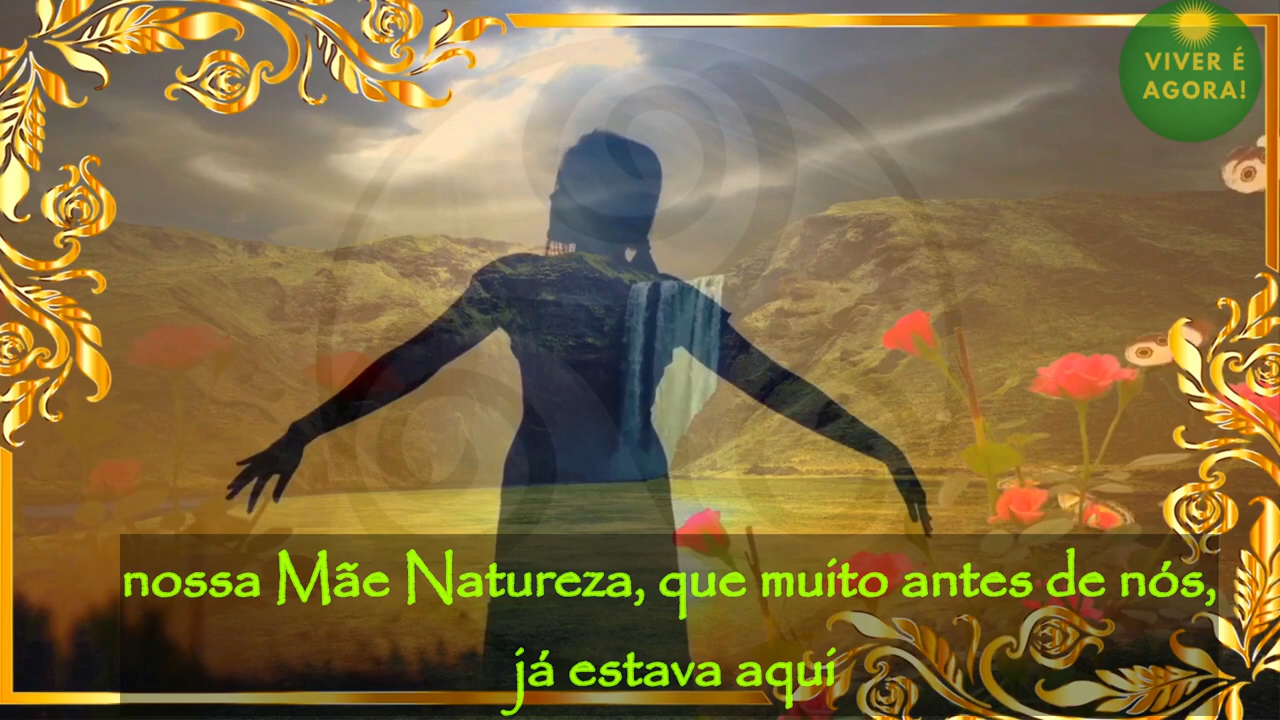 VIVER É
AGORA!
nossa Mãe Natureza, que muito antes de nós,
já estava aqui